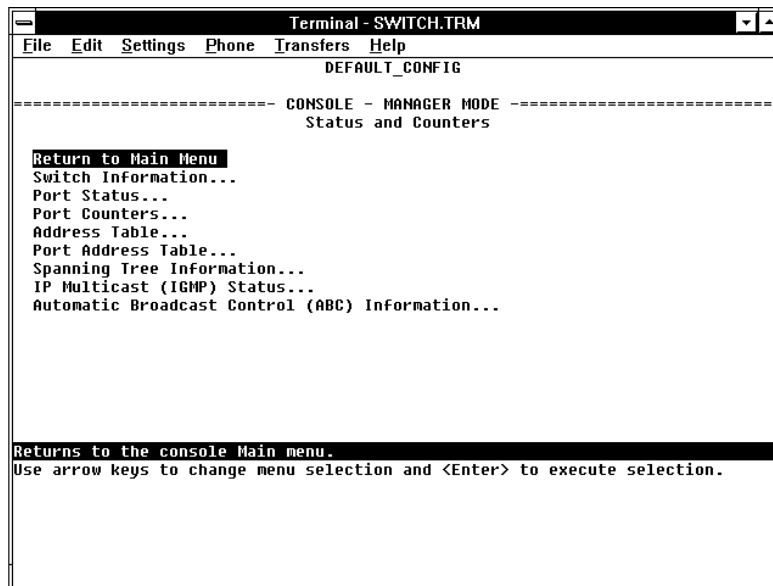 Terminal - SWITCH.TRM
File Edit Settings Phone Transfers Help
DEFAULT_CONFIG
==========================- CONSOLE - MANAGER MODE -==========================
Status and Counters
Return to Main Menu
Switch Information...
Port Status...
Port Counters...
Address Table...
Port Address Table...
Spanning Tree Information...
IP Multicast (IGMP) Status...
Automatic Broadcast Control (ABC) Information...
Returns to the console Main menu.
Use arrow keys to change menu selection and <Enter> to execute selection.